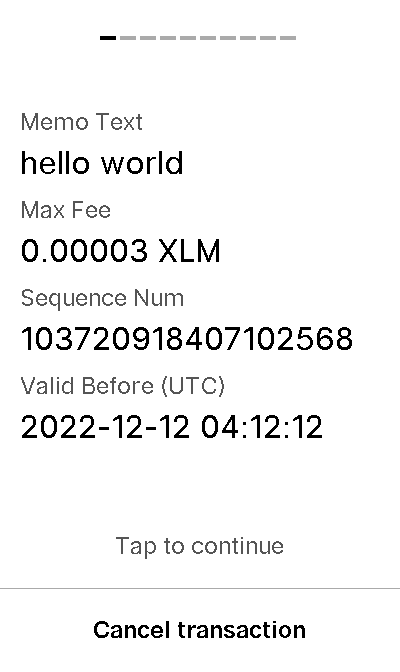 Memo Text
hello world
Max Fee
0.00003 XLM
Sequence Num
103720918407102568
Valid Before (UTC)
2022-12-12 04:12:12
Tap to continue
Cancel transaction